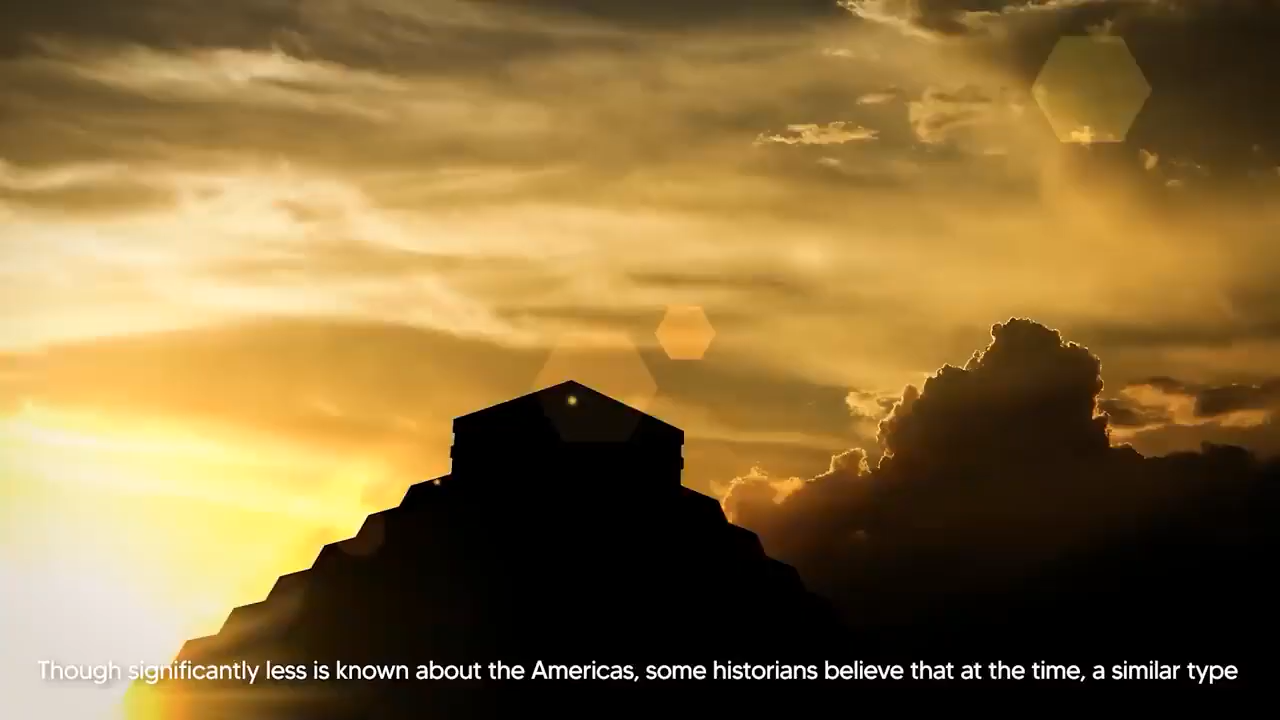 Though significantly less is known about the Americas, some historians believe that at the time, a similar type